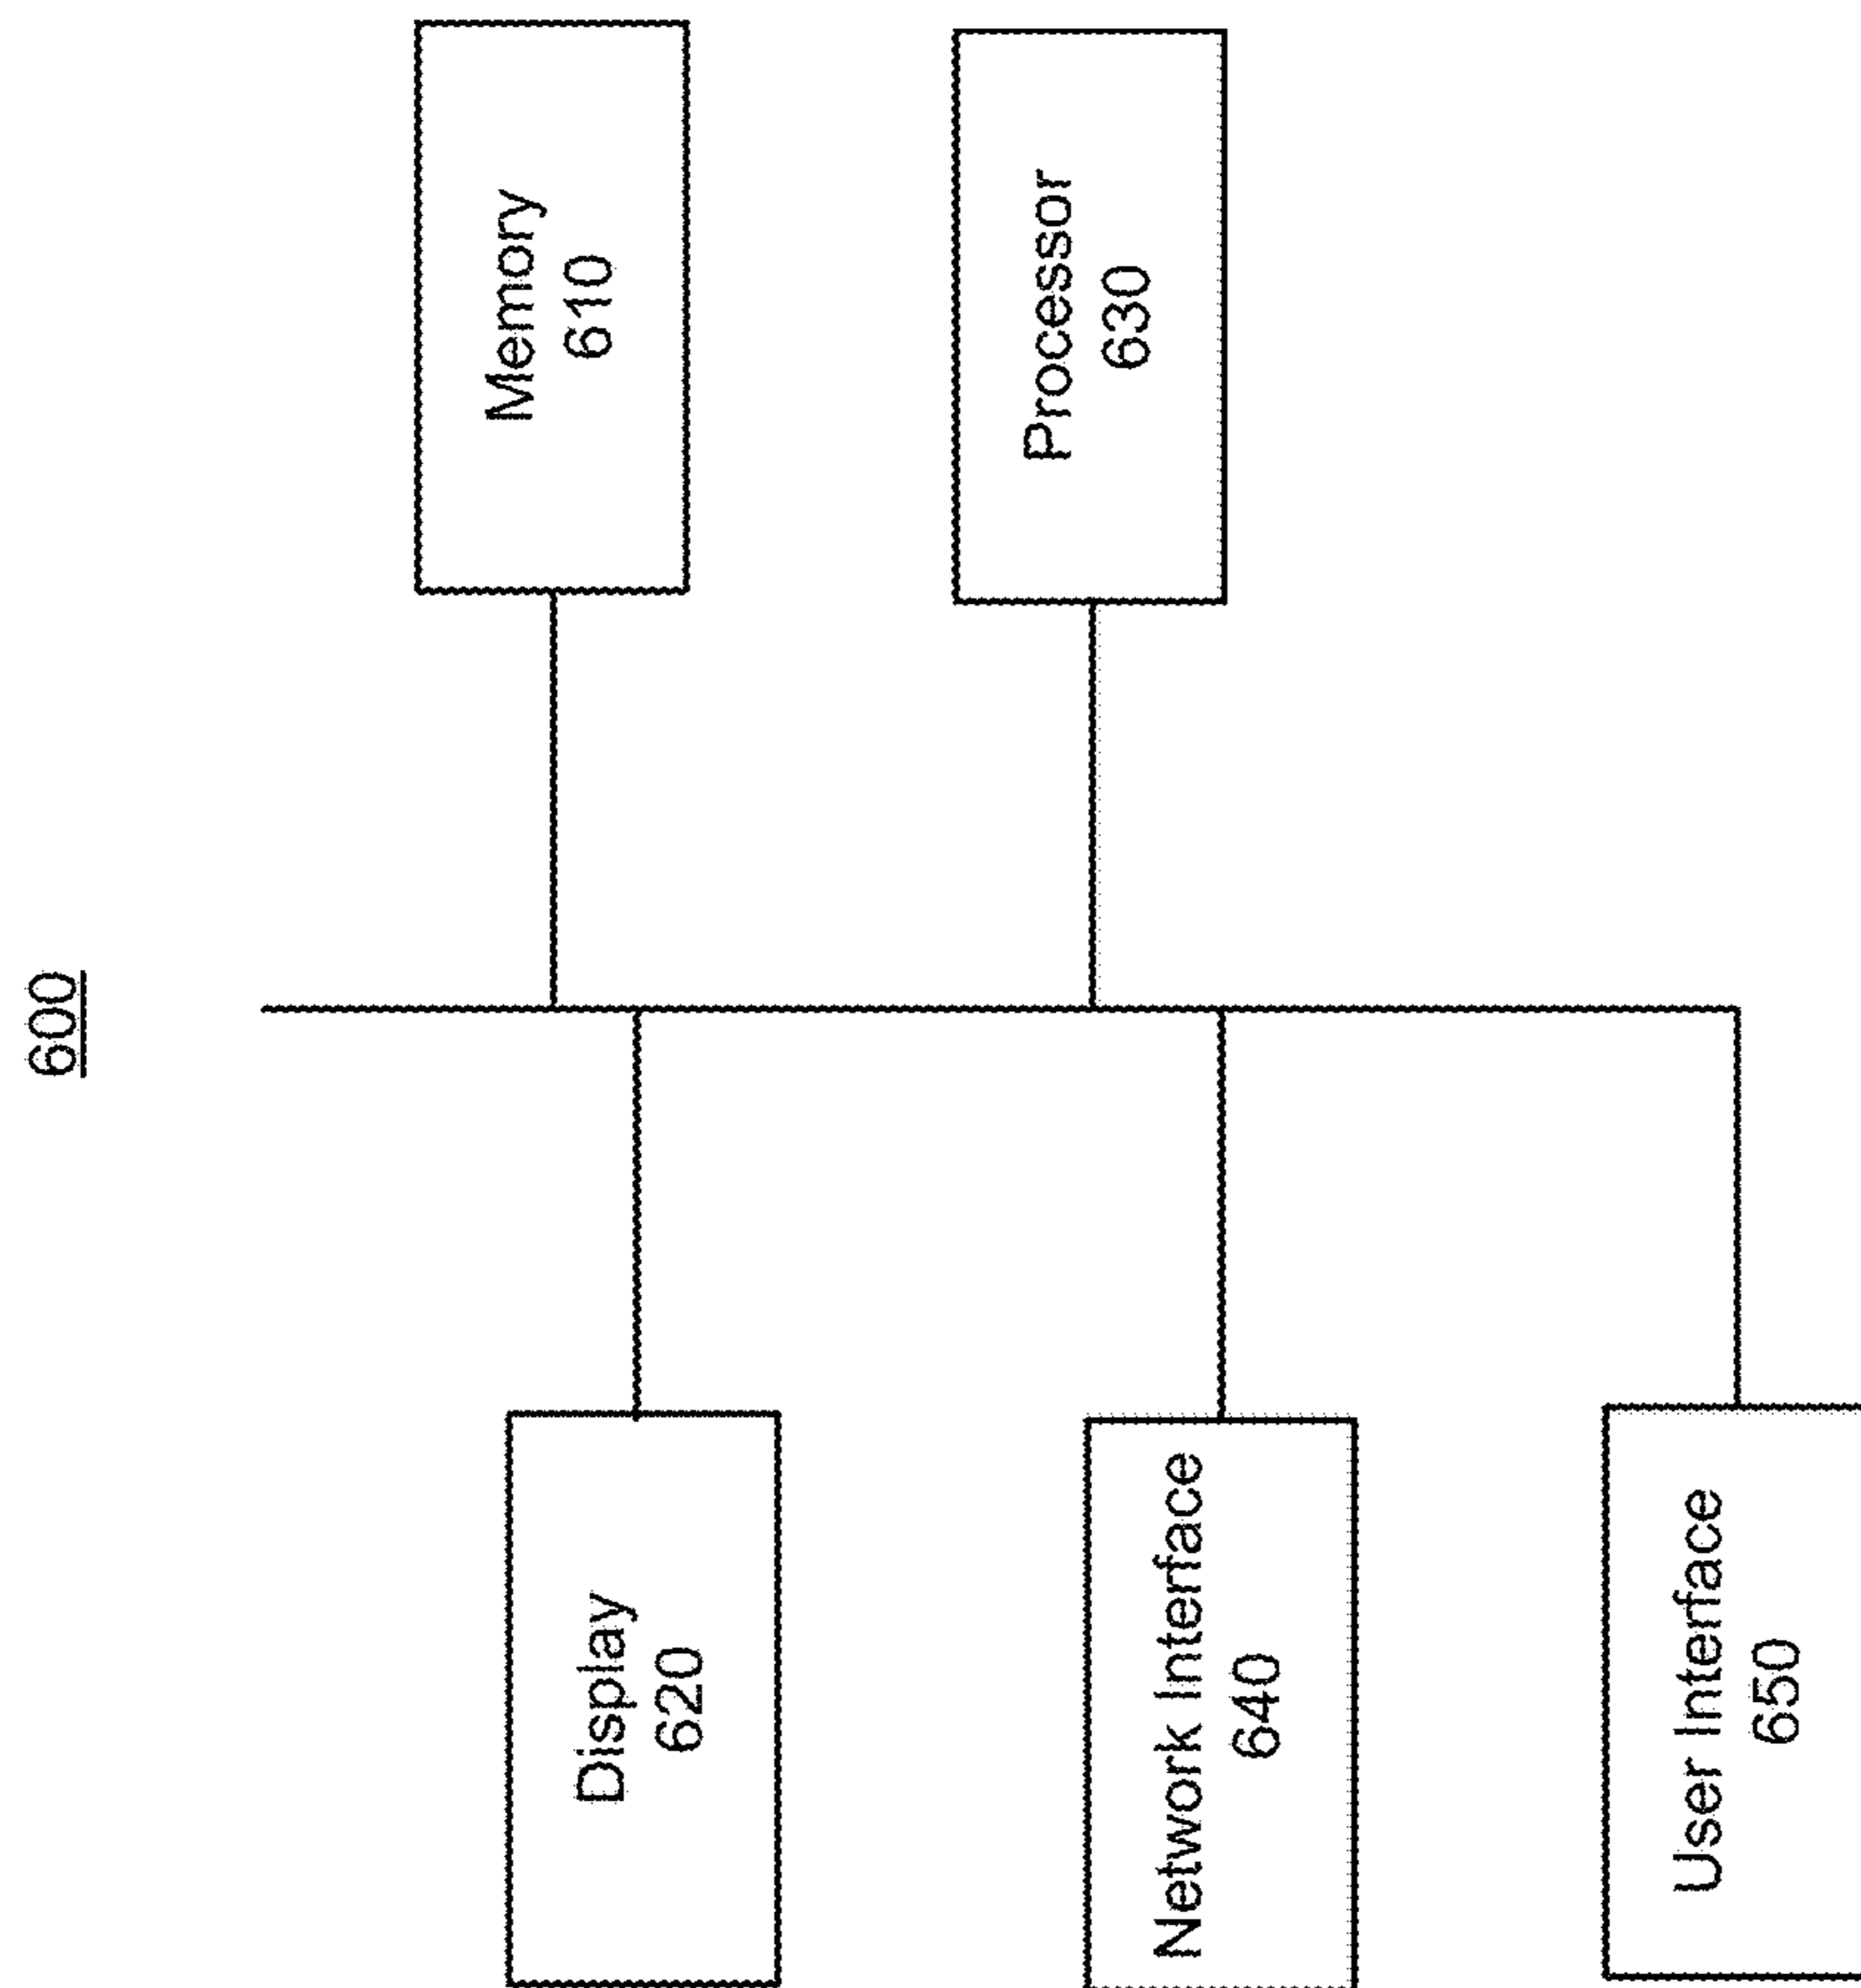 600
Display
620
Memory
610
Network Interface
640
Processor
630
User Interface
650